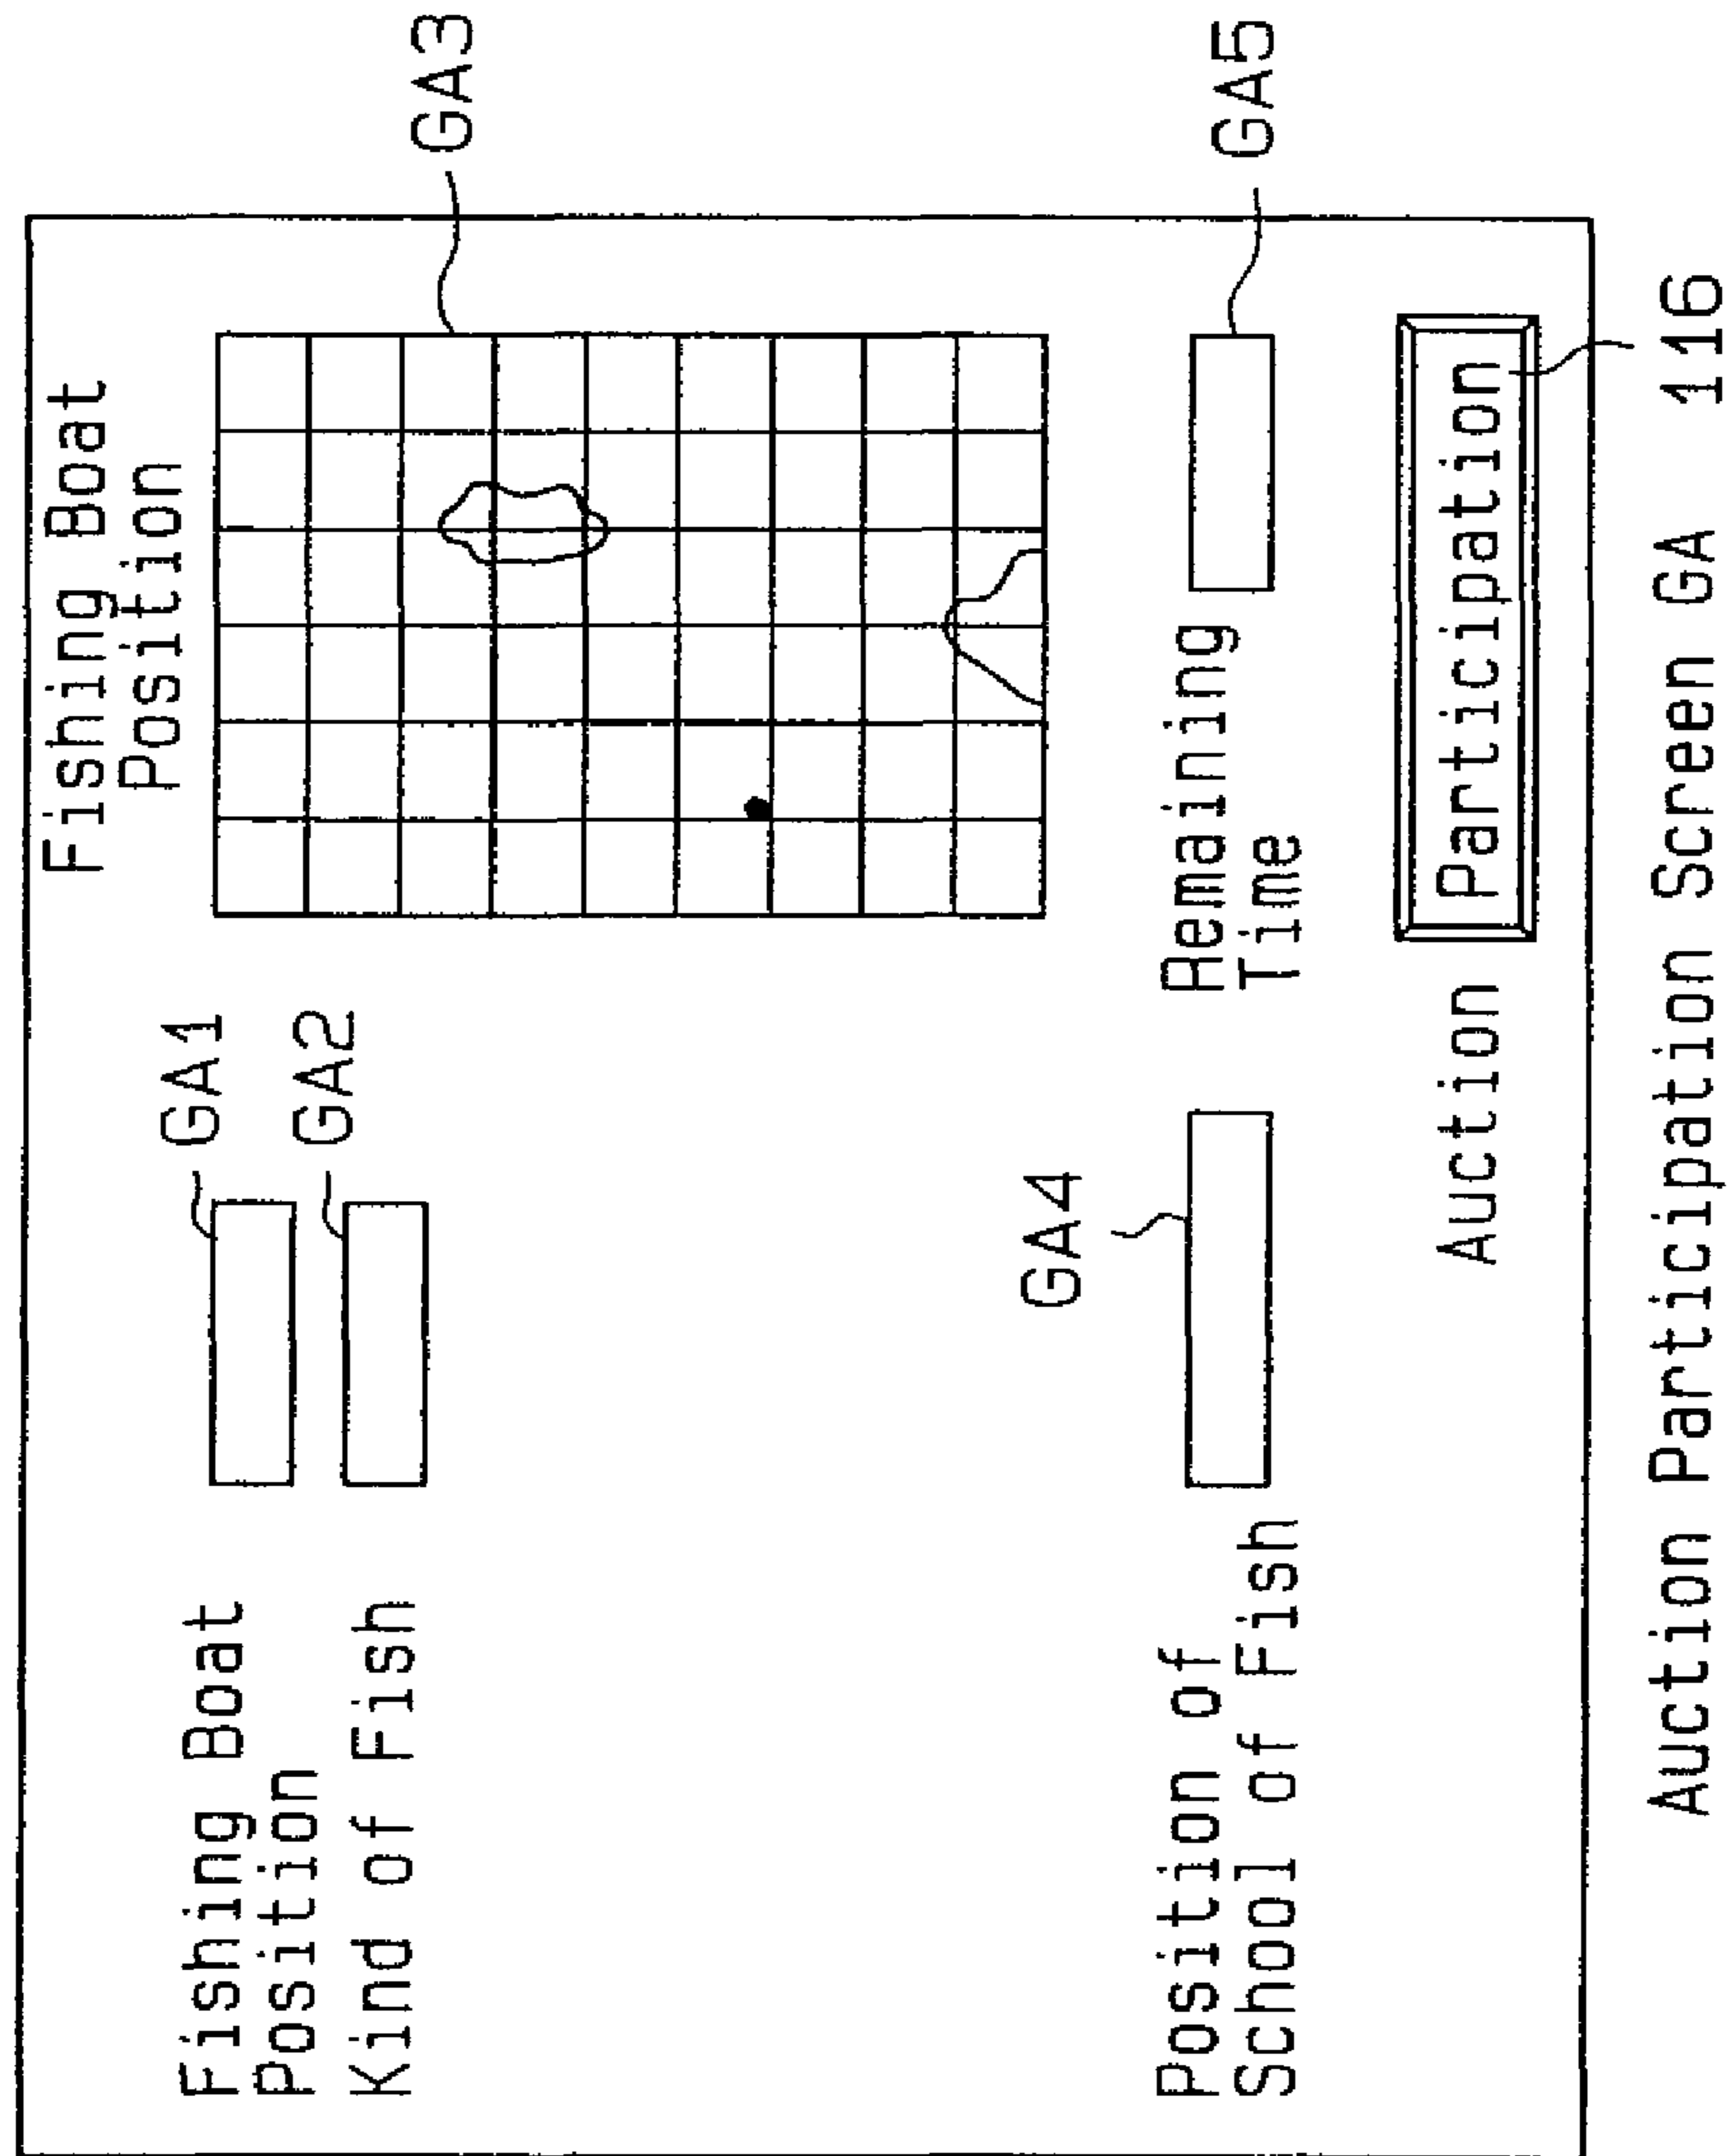 Fishing Boat
Position
GA1
Kind of Fish
GA2
Fishing Boat
Position
GA3
Position of
School of Fish
GA4
Remaining
Time
GA5
Auction
Participation
116
Auction Participation Screen GA